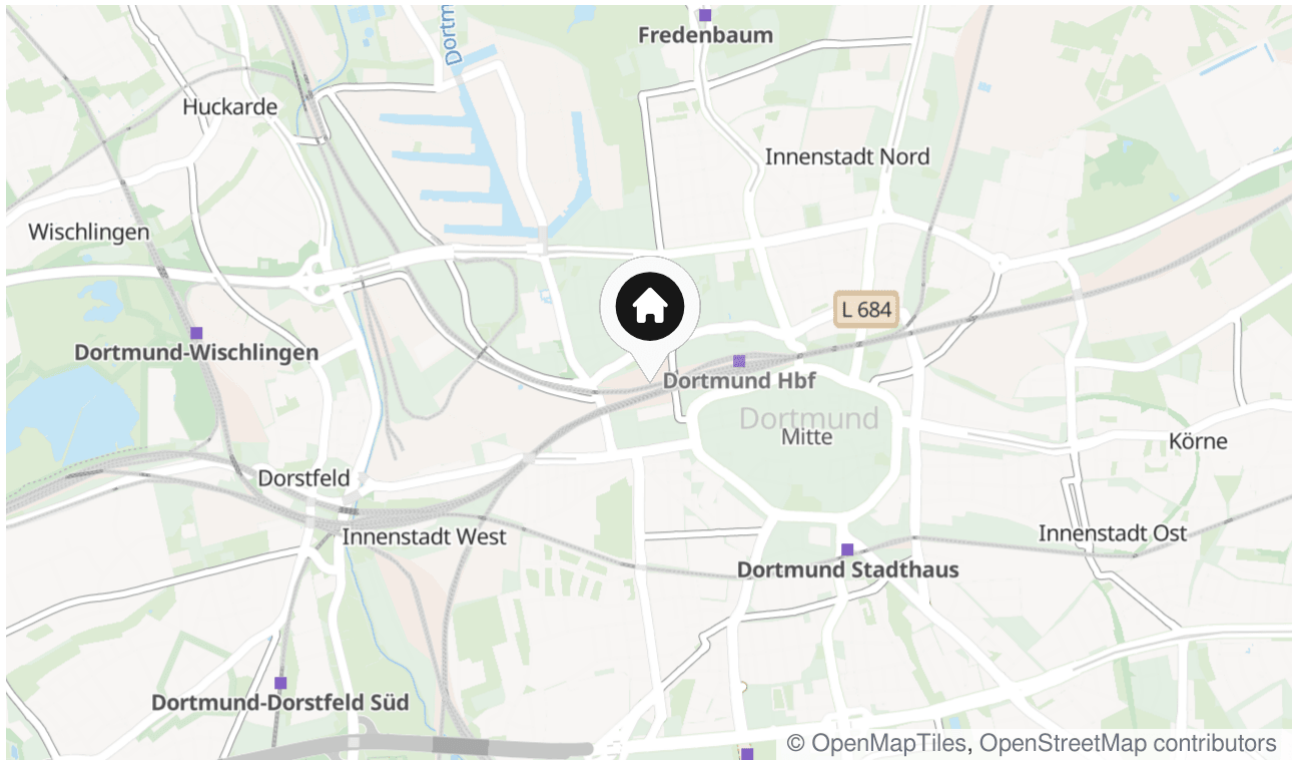 Dortm
Fredenbaum
Huckarde
Innenstadt Nord
Wischlingen
L 684
Dortmund-Wischlingen
Dortmund Hbf
Dortmund
Mitte
Körne
Dorstfeld
Innenstadt West
Innenstadt Ost
Dortmund Stadthaus
Dortmund-Dorstfeld Süd
© OpenMapTiles, OpenStreetMap contributors